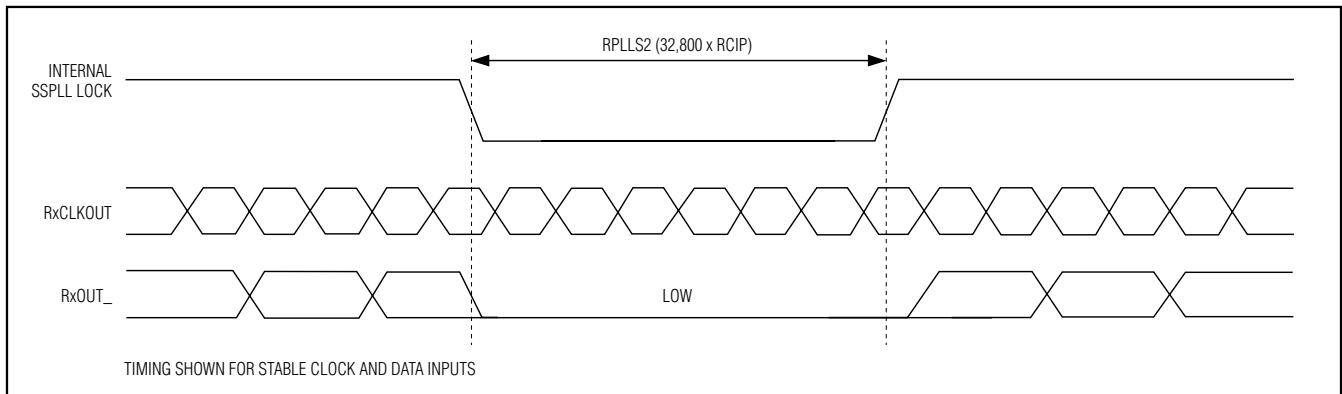 RPLLS2 (32,800 x RCIP)
INTERNAL
SSPLL LOCK
RxCLKOUT
RxOUT_
LOW
TIMING SHOWN FOR STABLE CLOCK AND DATA INPUTS